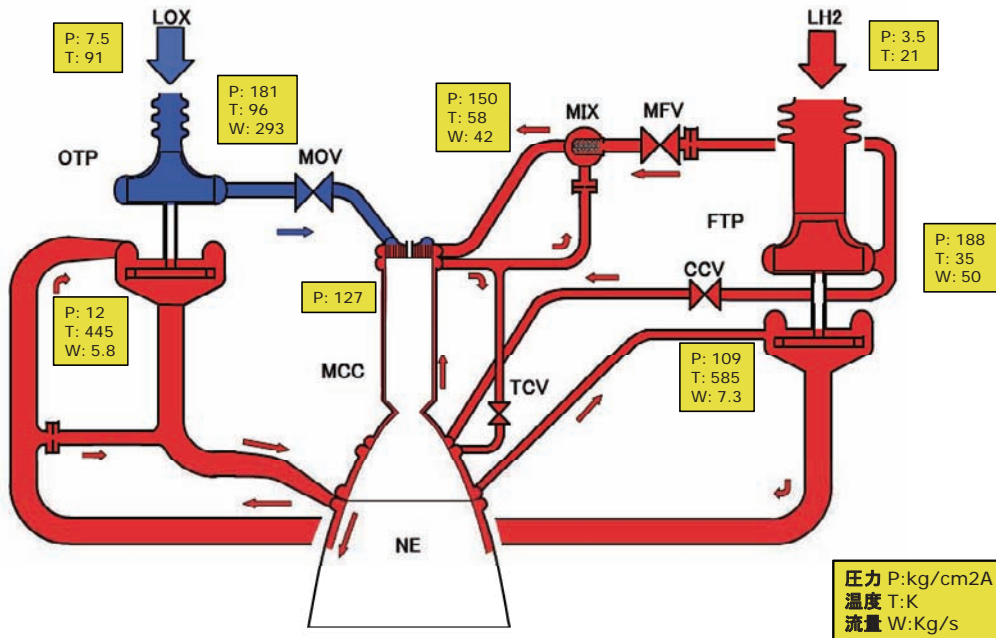 LOX
P: 7.5
T: 91
P: 181
T: 96
W: 293
OTP
MOV
P: 150
T: 58
W: 42
MIX
MFV
LH2
P: 3.5
T: 21
FTP
P: 188
T: 35
W: 50
CCV
P: 12
T: 445
W: 5.8
P: 127
MCC
TCV
P: 109
T: 585
W: 7.3
NE
圧力 P:kg/cm2A
温度 T:K
流量 W:Kg/s